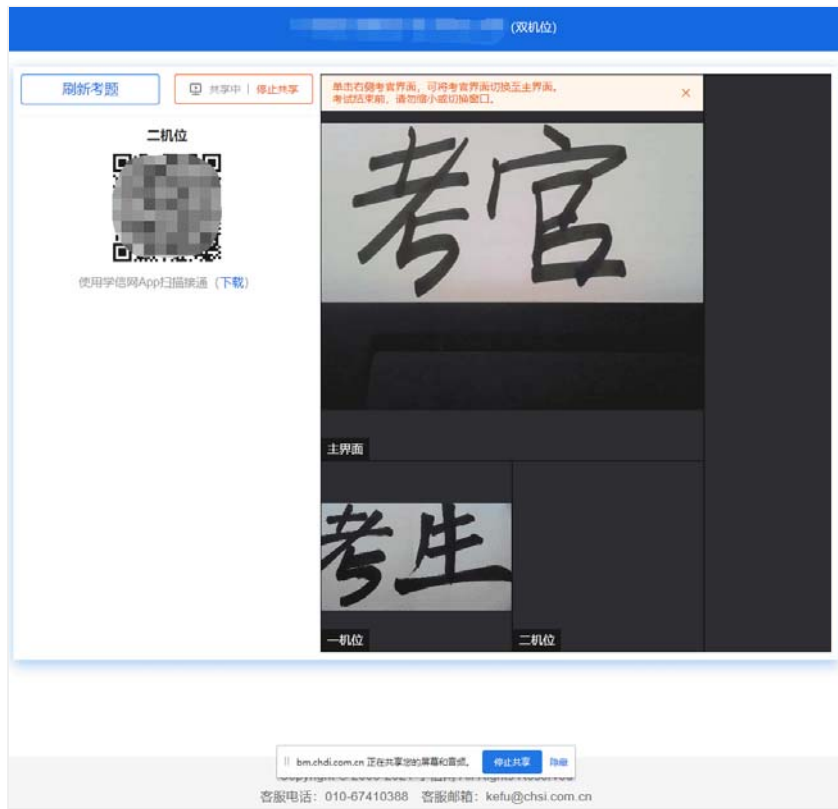 (双机位)
刷新考题
共享中 | 停止共享
二机位
使用学信网App扫描接通 (下载)
单击右侧考官界面，可将考官界面切换至主界面。
考试结束前，请勿缩小或切换窗口。
考官
主界面
考生
一机位
二机位
bm.chdi.com.cn 正在共享您的屏幕和音频。
停止共享
隐藏
客服电话：010-67410388 客服邮箱：kefu@chsi.com.cn